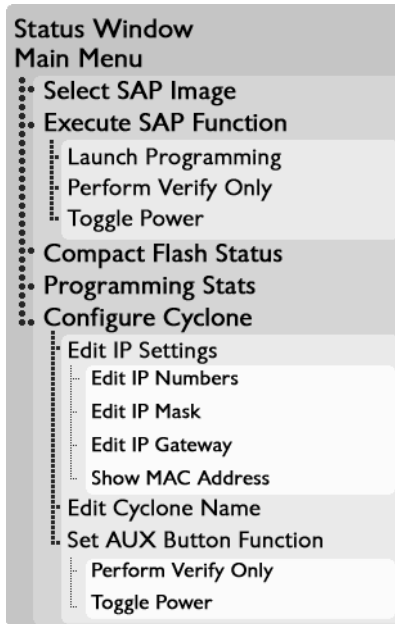 Status Window
Main Menu
Select SAP Image
Execute SAP Function
Launch Programming
Perform Verify Only
Toggle Power
Compact Flash Status
Programming Stats
Configure Cyclone
Edit IP Settings
Edit IP Numbers
Edit IP Mask
Edit IP Gateway
Show MAC Address
Edit Cyclone Name
Set AUX Button Function
Perform Verify Only
Toggle Power